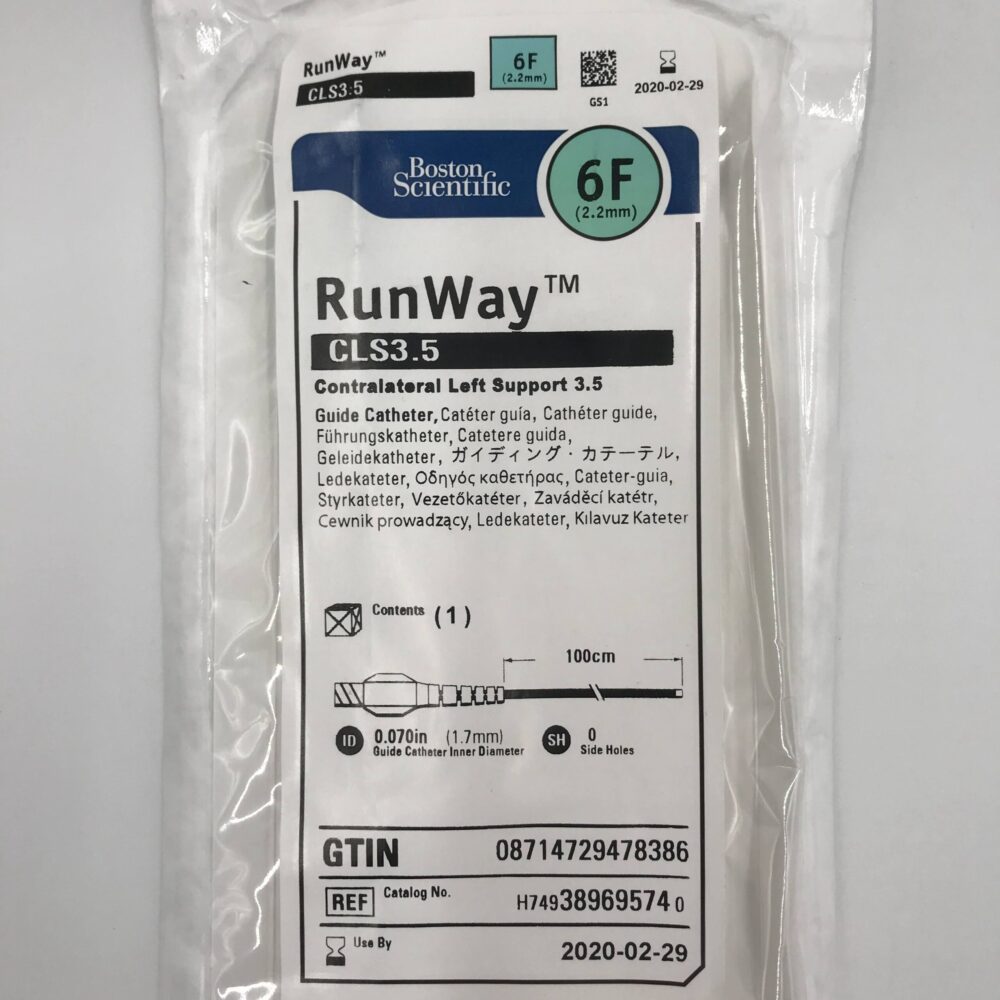 RunWay™
CLS3.5
6F
(2.2mm)
GS1
2020-02-29
Boston
Scientific
6F
(2.2mm)
RunWay™
CLS3.5
Contralateral Left Support 3.5
Guide Catheter, Catéter guía, Cathéter guide,
Führungskatheter, Catetere guida,
Geleidekatheter, ガイディング・カテーテル,
Ledekateter, Οδηγός καθετήρας, Cateter-guia,
Styrkateter, Vezetőkatéter, Zaváděcí katétr,
Cewnik prowadzący, Ledekateter, Kılavuz Kateter
Contents (1)
100cm
ID 0.070in (1.7mm)
Guide Catheter Inner Diameter
SH 0
Side Holes
GTIN 08714729478386
REF Catalog No. H74938969574 0
Use By 2020-02-29